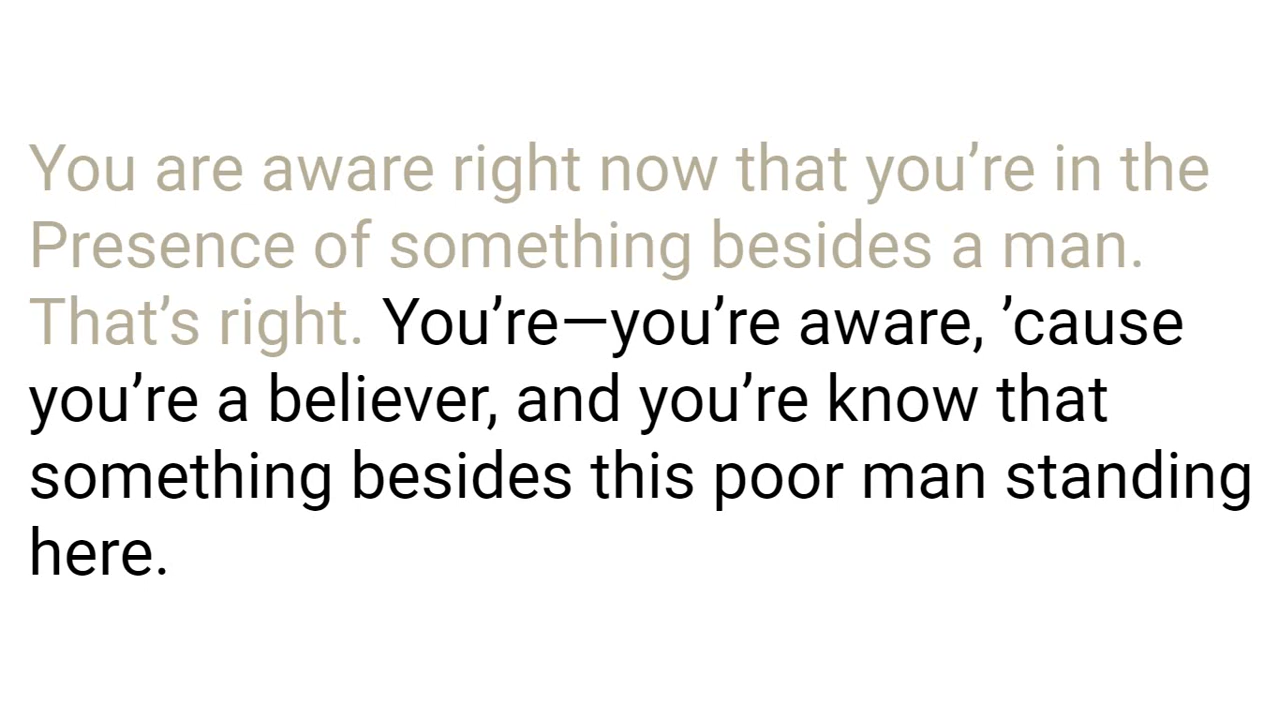 You are aware right now that you’re in the
Presence of something besides a man.
That’s right. You’re—you’re aware, ’cause
you’re a believer, and you’re know that
something besides this poor man standing
here.